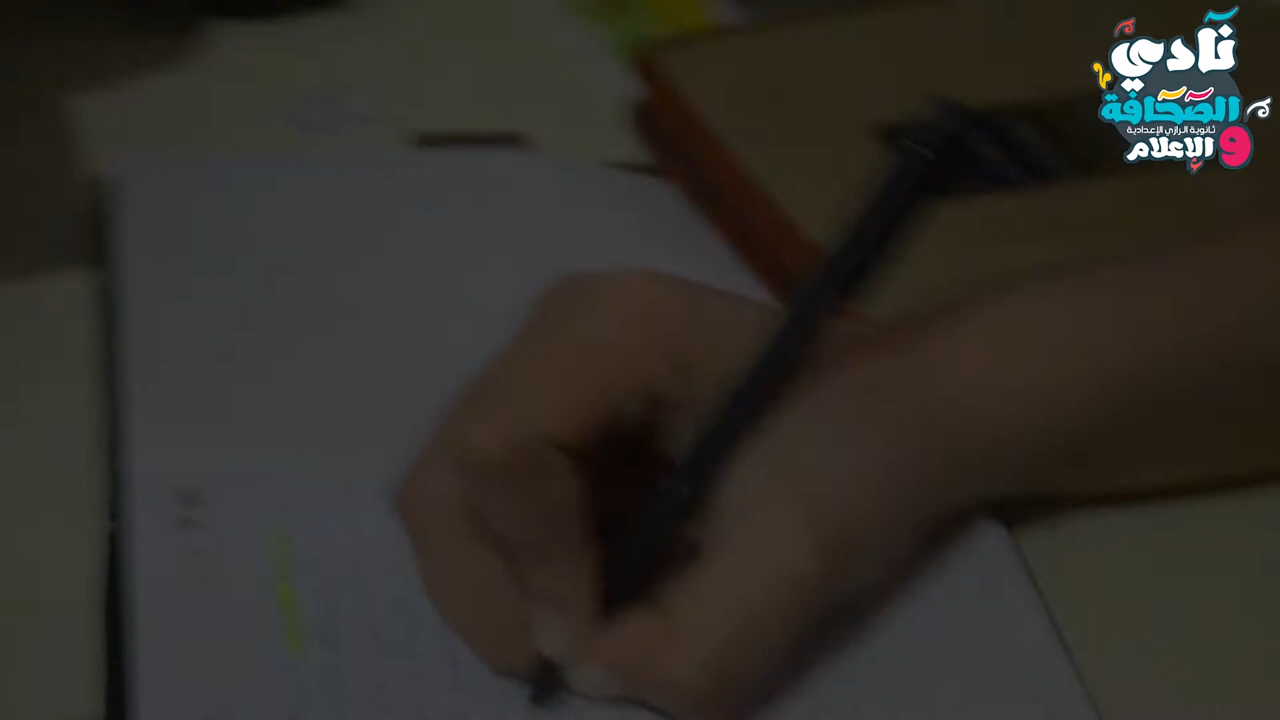 نادي
الصحافة
ثانوية الرازي الإعدادية
و الإعلام